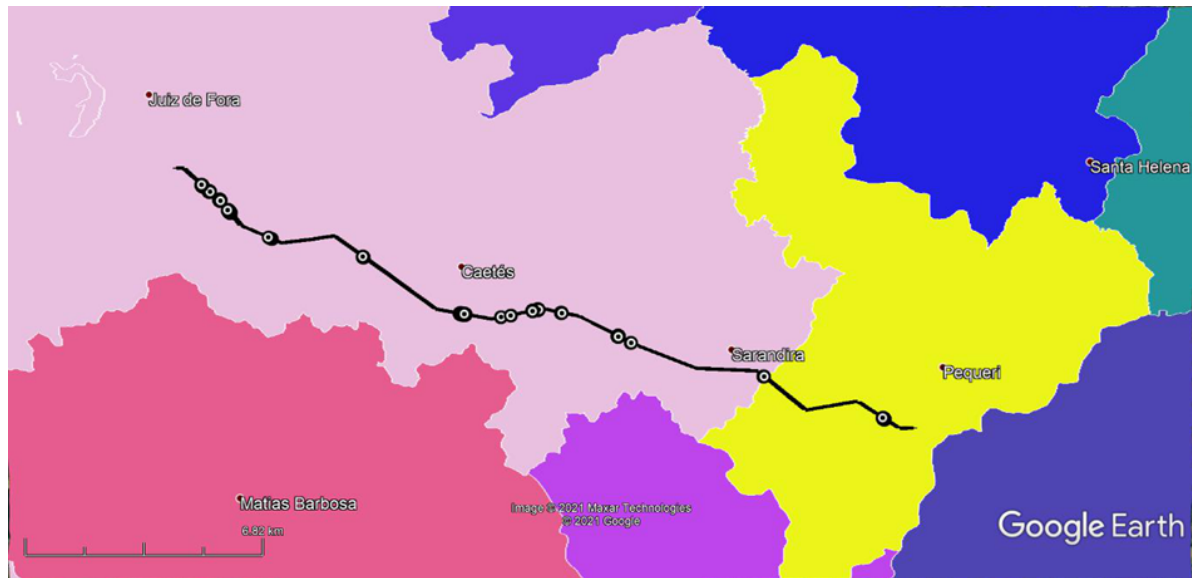 Juiz de Fora
Santa Helena
Caetés
Sarandira
Pequeri
Matias Barbosa
Image © 2021 Maxar Technologies
© 2021 Google
6.82 km
Google Earth